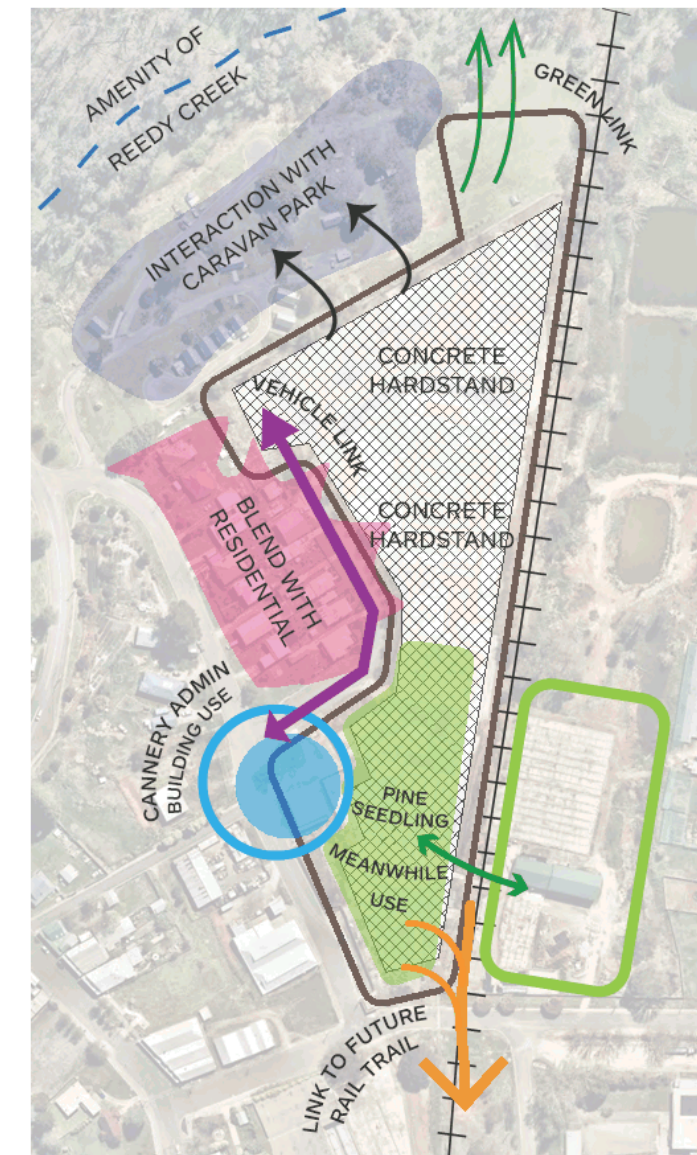 AMENITY OF
REEDY CREEK
GREEN LINK
INTERACTION WITH
CARAVAN PARK
CONCRETE
HARDSTAND
VEHICLE LINK
CONCRETE
HARDSTAND
BLEND WITH
RESIDENTIAL
CANNERY ADMIN
BUILDING USE
PINE
SEEDLING
MEANWHILE
USE
LINK TO FUTURE
RAIL TRAIL